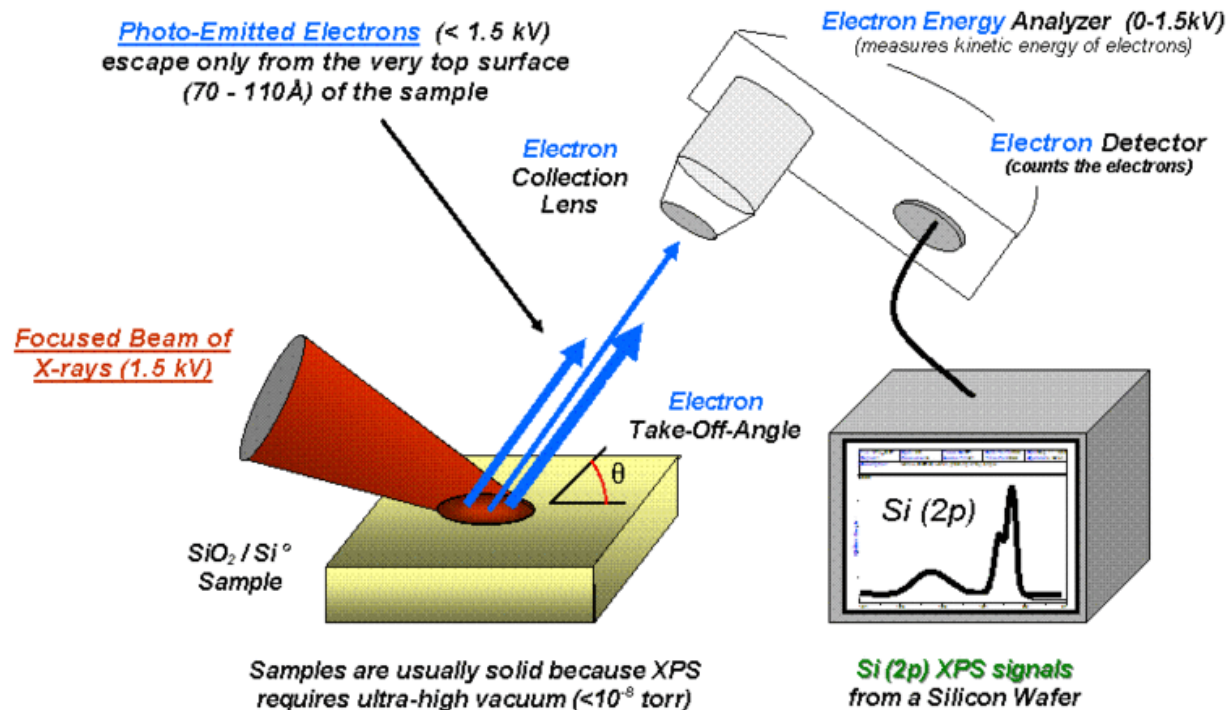 Photo-Emitted Electrons (< 1.5 kV)
escape only from the very top surface
(70 - 110Å) of the sample
Electron Energy Analyzer (0-1.5kV)
(measures kinetic energy of electrons)
Electron Detector
(counts the electrons)
Electron
Collection
Lens
Focused Beam of
X-rays (1.5 kV)
Electron
Take-Off-Angle
θ
Si (2p)
SiO₂ / Si°
Sample
Samples are usually solid because XPS
requires ultra-high vacuum (<10⁻⁸ torr)
Si (2p) XPS signals
from a Silicon Wafer